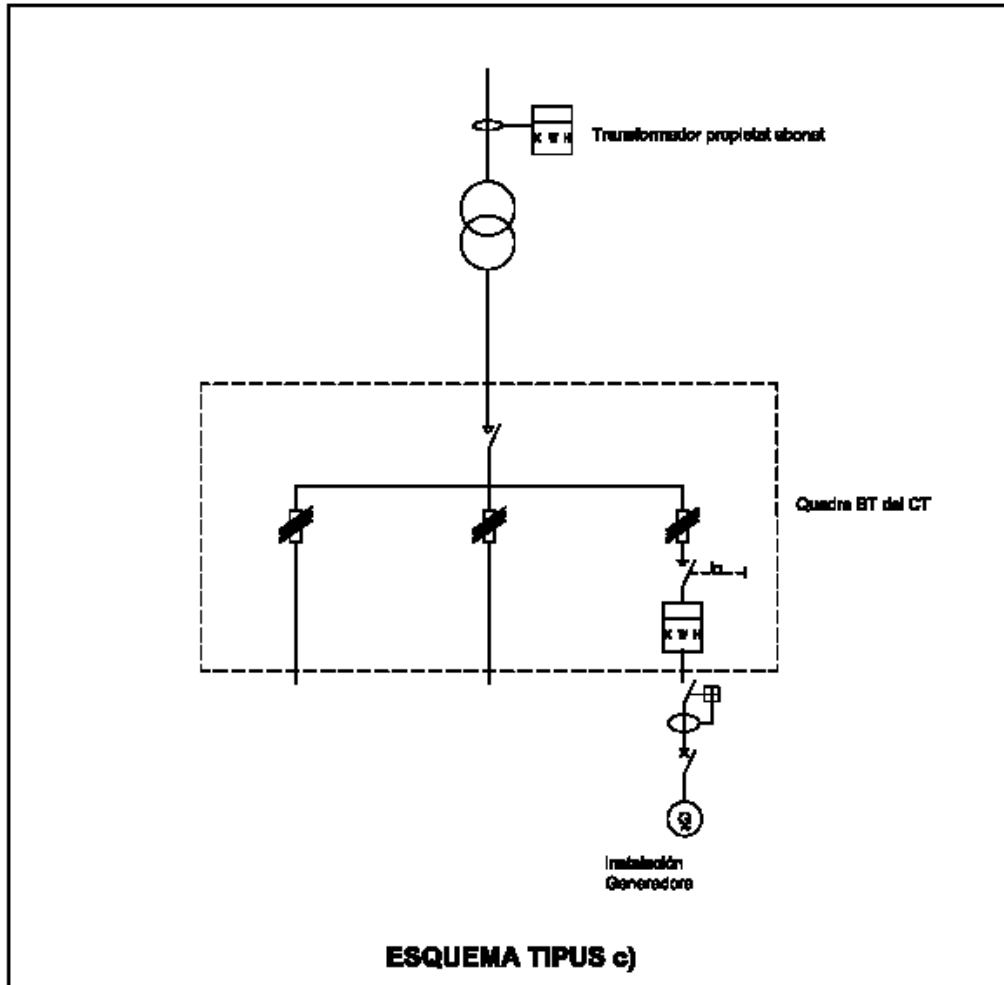 K W H
Transformador propietat abonat
Quadre BT del CT
K W H
G
Instalación
Generadora
ESQUEMA TIPUS c)